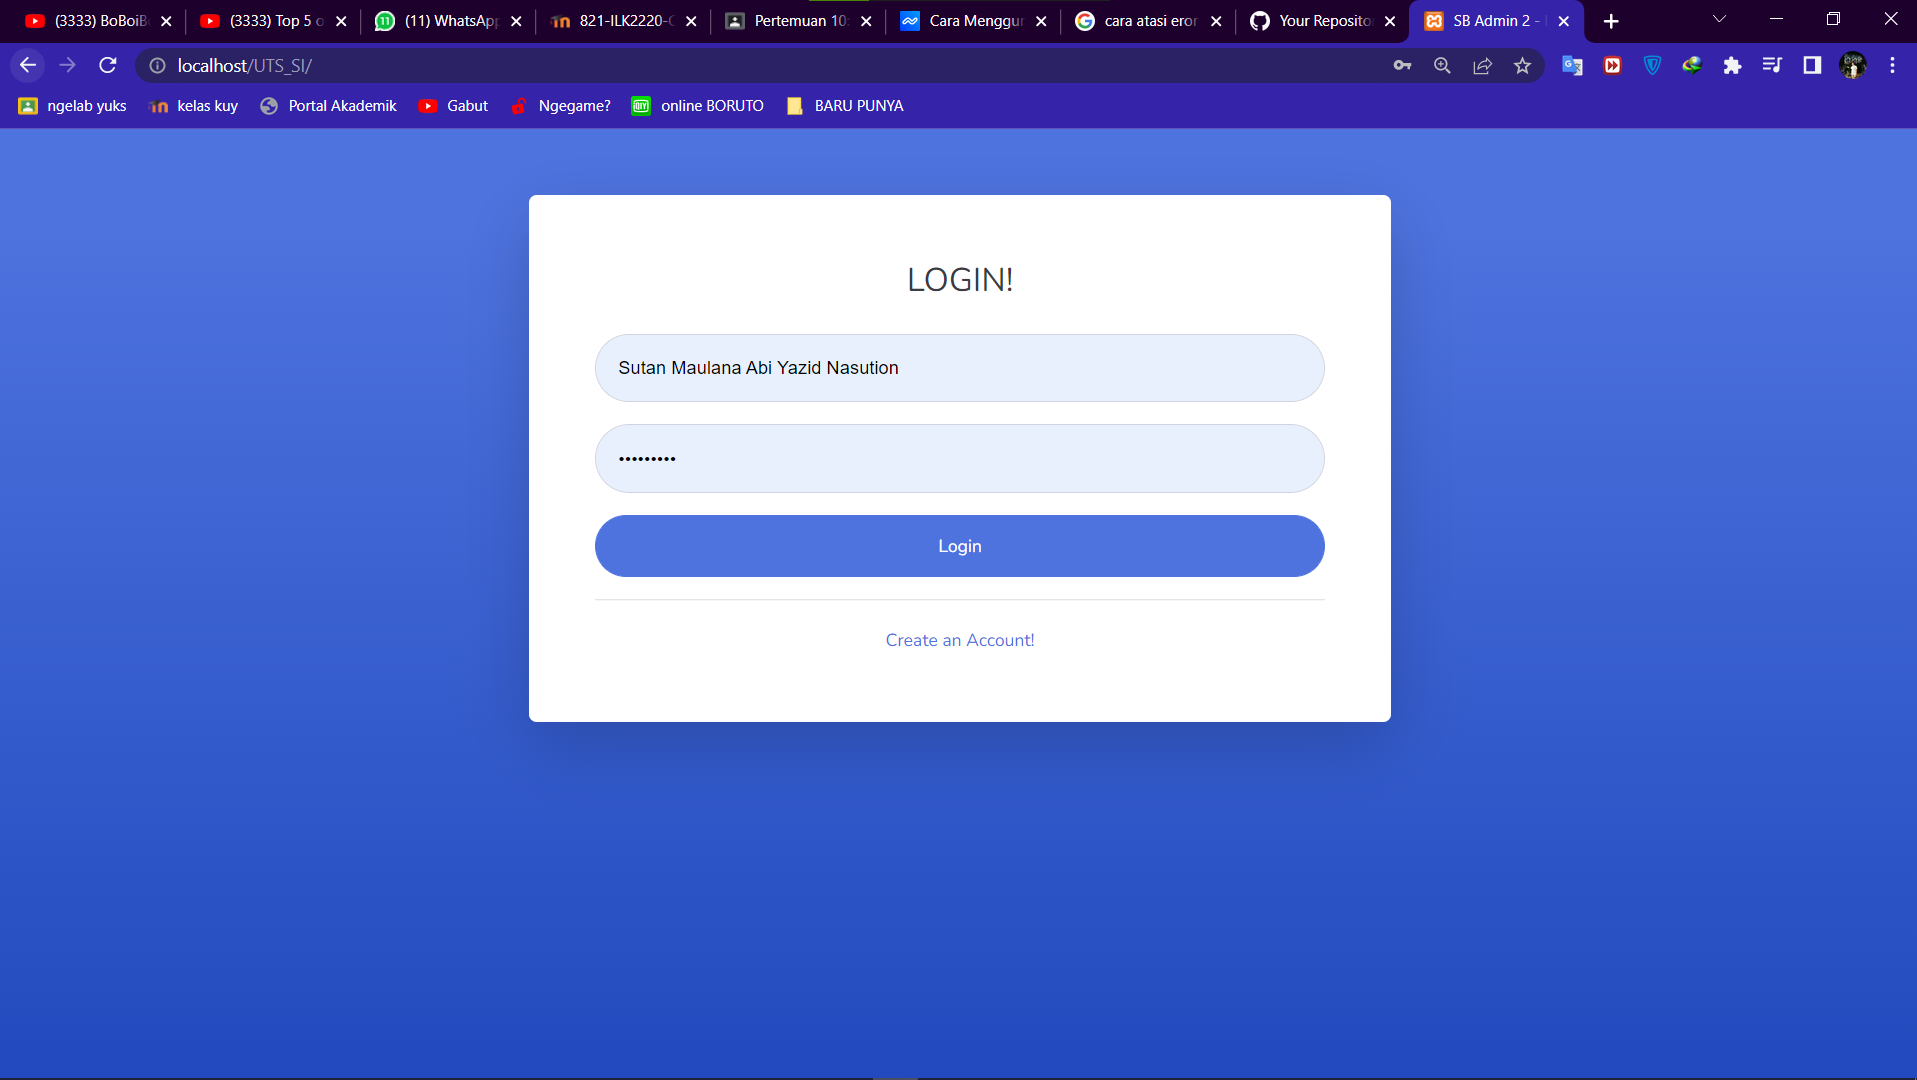 (3333) BoBoiB
(3333) Top 5 o
(11) WhatsApp
821-ILK2220-
Pertemuan 10:
Cara Menggun
cara atasi eror
Your Repositor
SB Admin 2 -
localhost/UTS_SI/
ngelab yuks
kelas kuy
Portal Akademik
Gabut
Ngegame?
online BORUTO
BARU PUNYA
LOGIN!
Sutan Maulana Abi Yazid Nasution
•••••••••
Login
Create an Account!